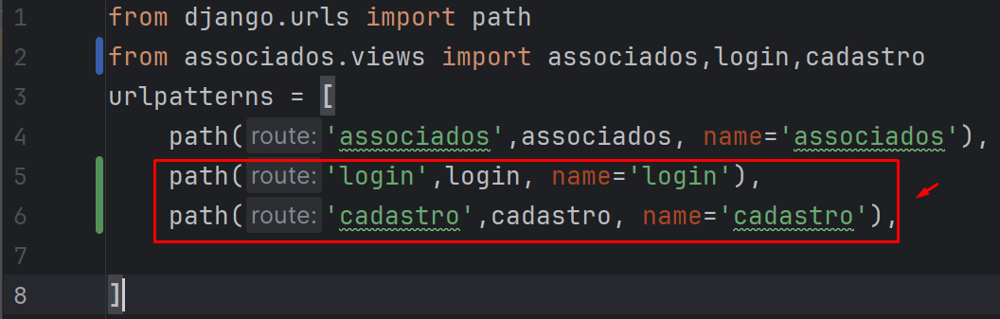 1 from django.urls import path
2 from associados.views import associados,login,cadastro
3 urlpatterns = [
4 path( route: 'associados',associados, name='associados'),
5 path( route: 'login',login, name='login'),
6 path( route: 'cadastro',cadastro, name='cadastro'),
7
8 ]